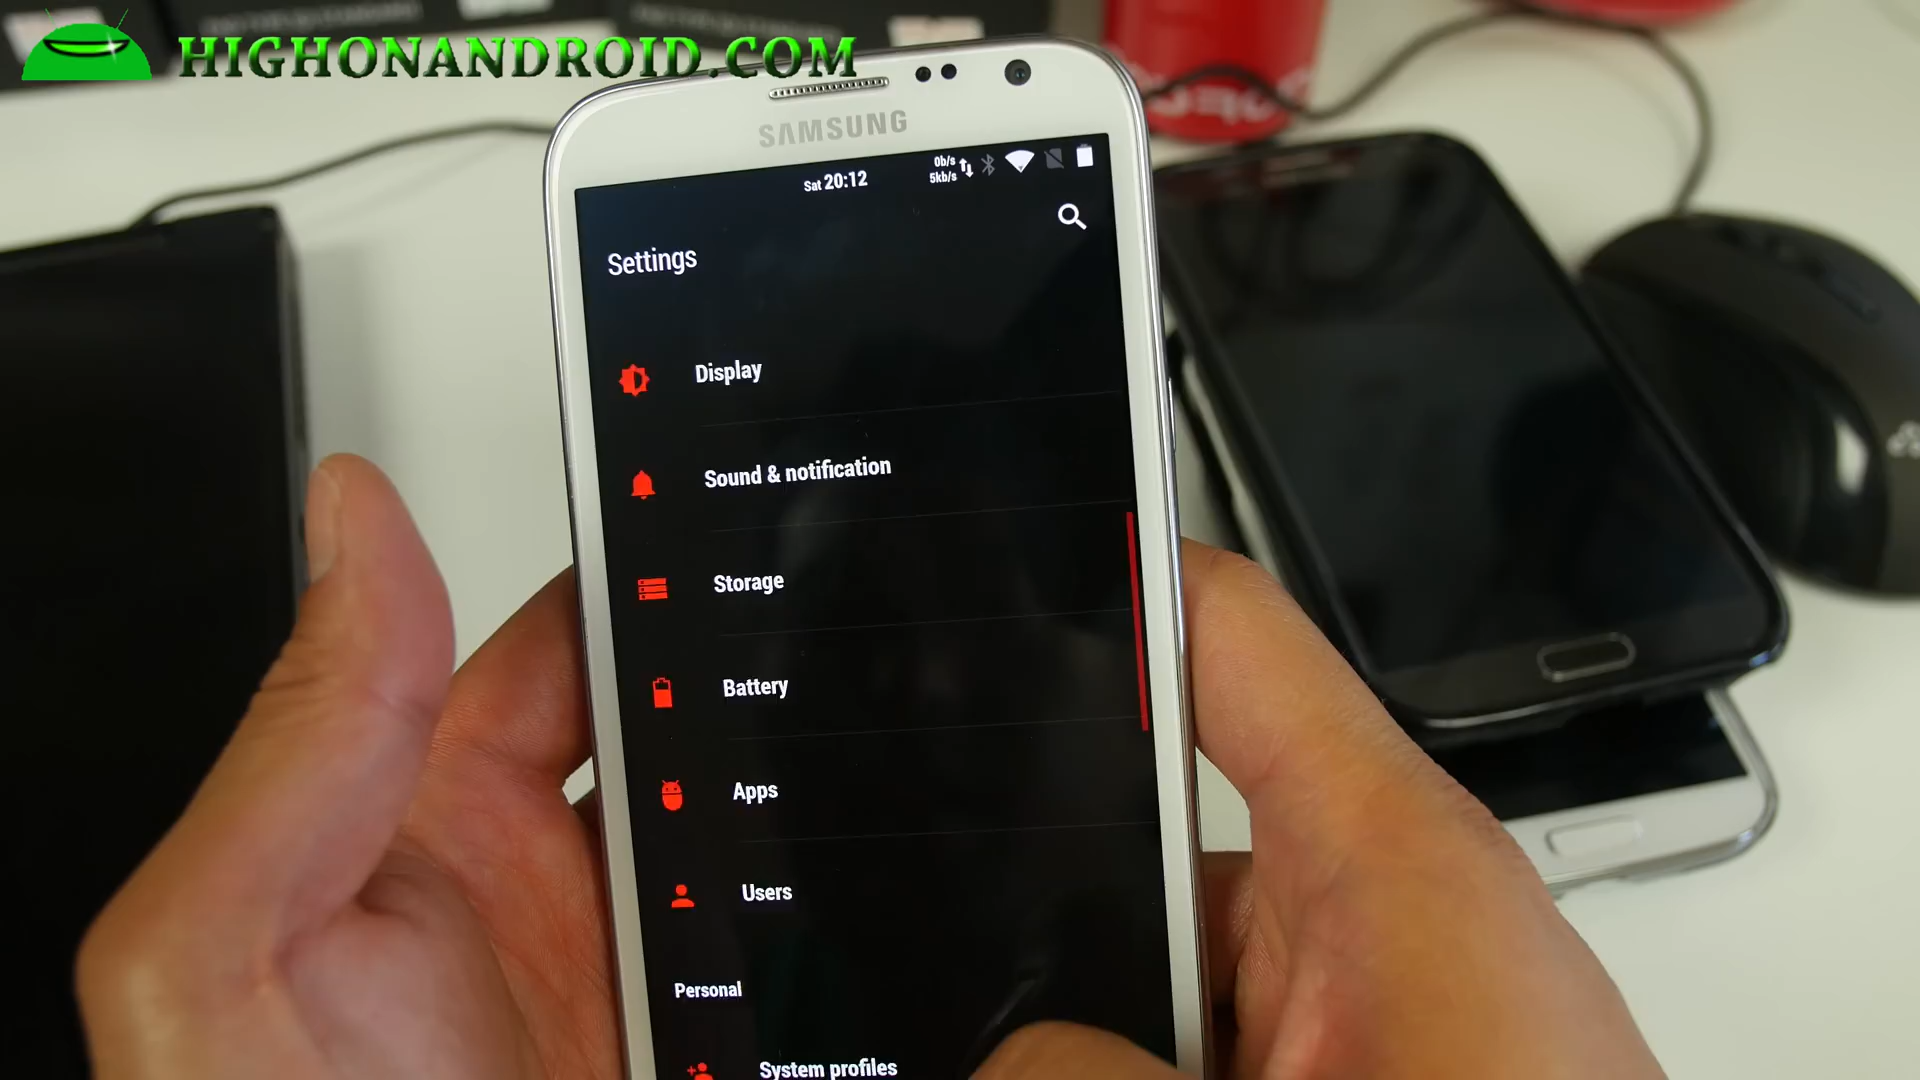 HIGHONANDROID.COM
SAMSUNG
Sat 20:12
0b/s
5kb/s
Settings
Display
Sound & notification
Storage
Battery
Apps
Users
Personal
System profiles